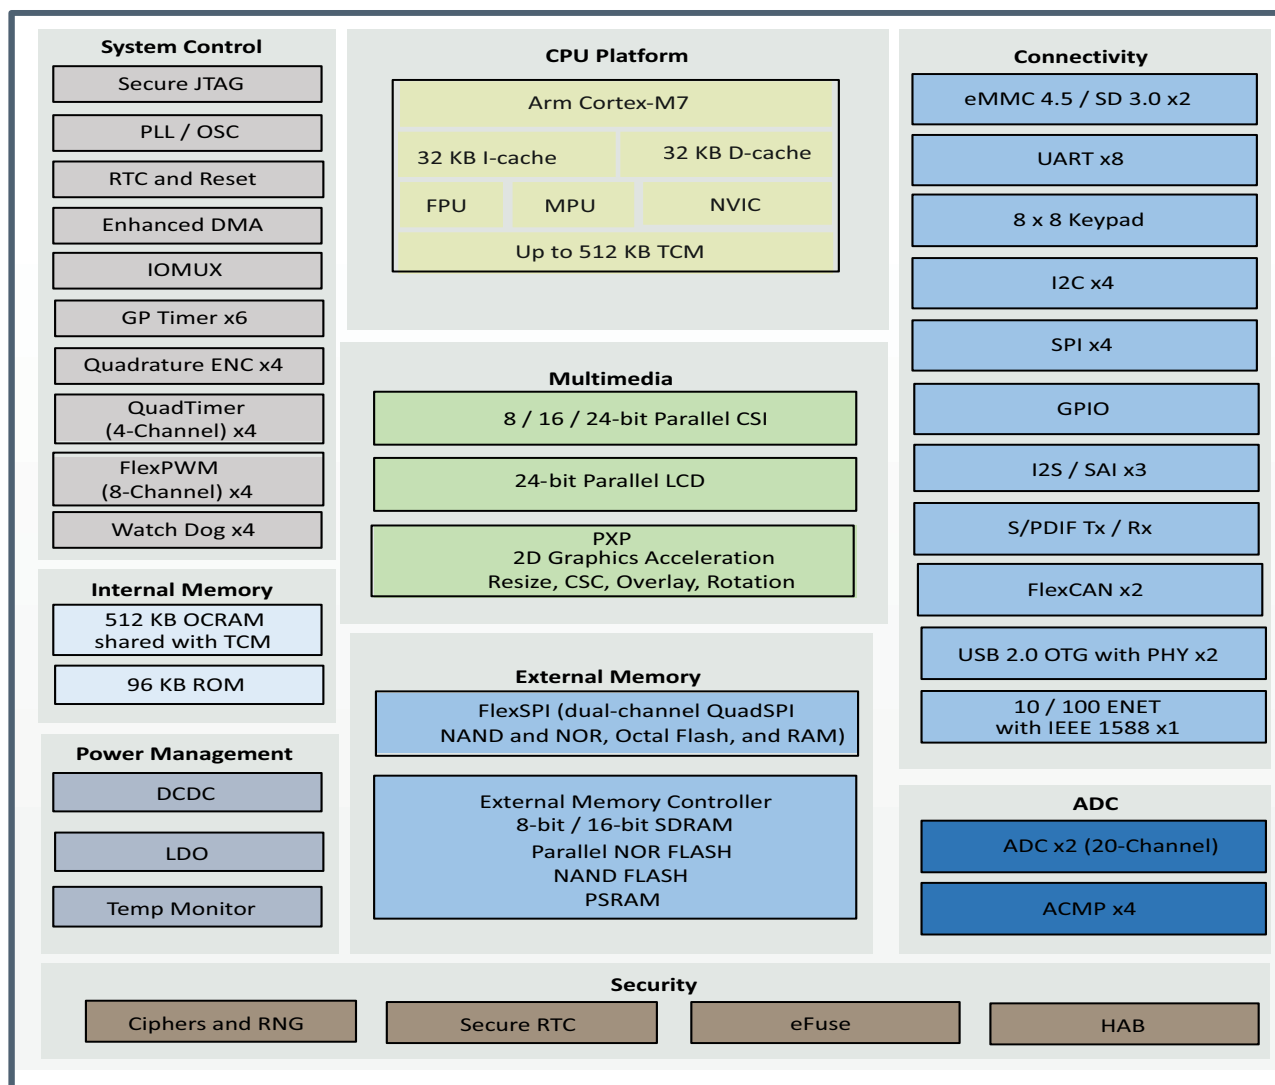 System Control
Secure JTAG
PLL / OSC
RTC and Reset
Enhanced DMA
IOMUX
GP Timer x6
Quadrature ENC x4
QuadTimer
(4-Channel) x4
FlexPWM
(8-Channel) x4
Watch Dog x4
Internal Memory
512 KB OCRAM
shared with TCM
96 KB ROM
Power Management
DCDC
LDO
Temp Monitor
CPU Platform
Arm Cortex-M7
32 KB I-cache
32 KB D-cache
FPU
MPU
NVIC
Up to 512 KB TCM
Multimedia
8 / 16 / 24-bit Parallel CSI
24-bit Parallel LCD
PXP
2D Graphics Acceleration
Resize, CSC, Overlay, Rotation
External Memory
FlexSPI (dual-channel QuadSPI
NAND and NOR, Octal Flash, and RAM)
External Memory Controller
8-bit / 16-bit SDRAM
Parallel NOR FLASH
NAND FLASH
PSRAM
Connectivity
eMMC 4.5 / SD 3.0 x2
UART x8
8 x 8 Keypad
I2C x4
SPI x4
GPIO
I2S / SAI x3
S/PDIF Tx / Rx
FlexCAN x2
USB 2.0 OTG with PHY x2
10 / 100 ENET
with IEEE 1588 x1
ADC
ADC x2 (20-Channel)
ACMP x4
Security
Ciphers and RNG
Secure RTC
eFuse
HAB